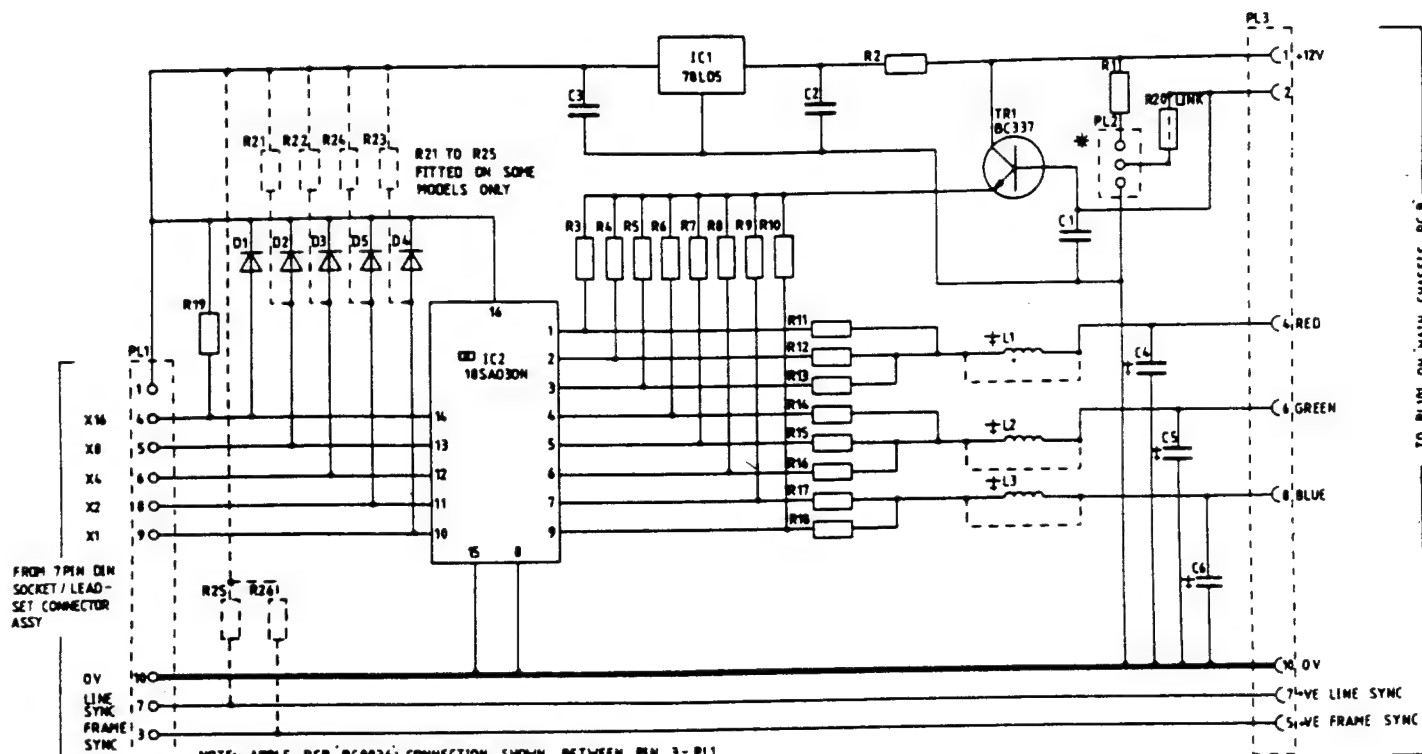 PL3
IC1
78L05
R2
1 +12V
R1
2
R20 LINK
C3
C2
TR1
BC337
PL2
*
R21
R22
R24
R23
R21 TO R25
FITTED ON SOME
MODELS ONLY
R3
R4
R5
R6
R7
R8
R9
R10
C1
D1
D2
D3
D5
D4
R19
16
IC2
18SA030N
1
2
3
4
5
6
7
9
14
13
12
11
10
15
8
R11
R12
R13
R14
R15
R16
R17
R18
L1
L2
L3
C4
C5
C6
4 RED
6 GREEN
8 BLUE
PL1
1
X16 4
X8 5
X4 6
X2 8
X1 9
FROM 7PIN DIN
SOCKET/LEAD-
SET CONNECTOR
ASSY
R25
R26
0V 10
LINE
SYNC 7
FRAME
SYNC 3
10 0V
7 -VE LINE SYNC
5 -VE FRAME SYNC